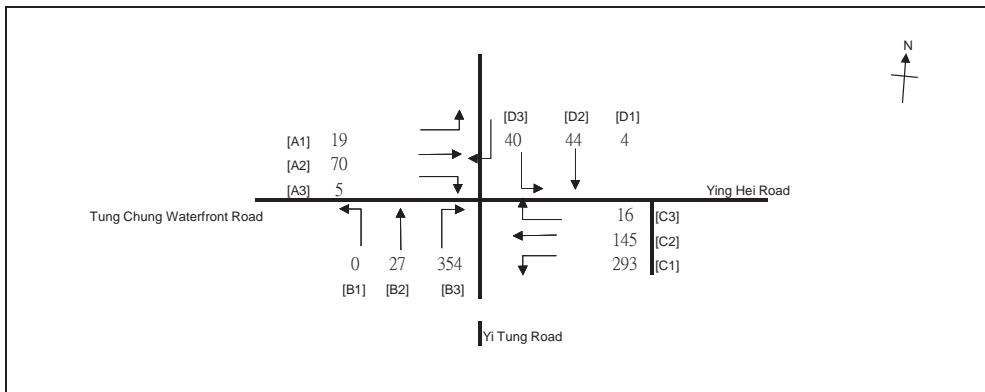 N
[D3] [D2] [D1]
[A1] 19 40 44 4
[A2] 70
[A3] 5
Ying Hei Road
Tung Chung Waterfront Road
16 [C3]
145 [C2]
0 27 354 293 [C1]
[B1] [B2] [B3]
Yi Tung Road